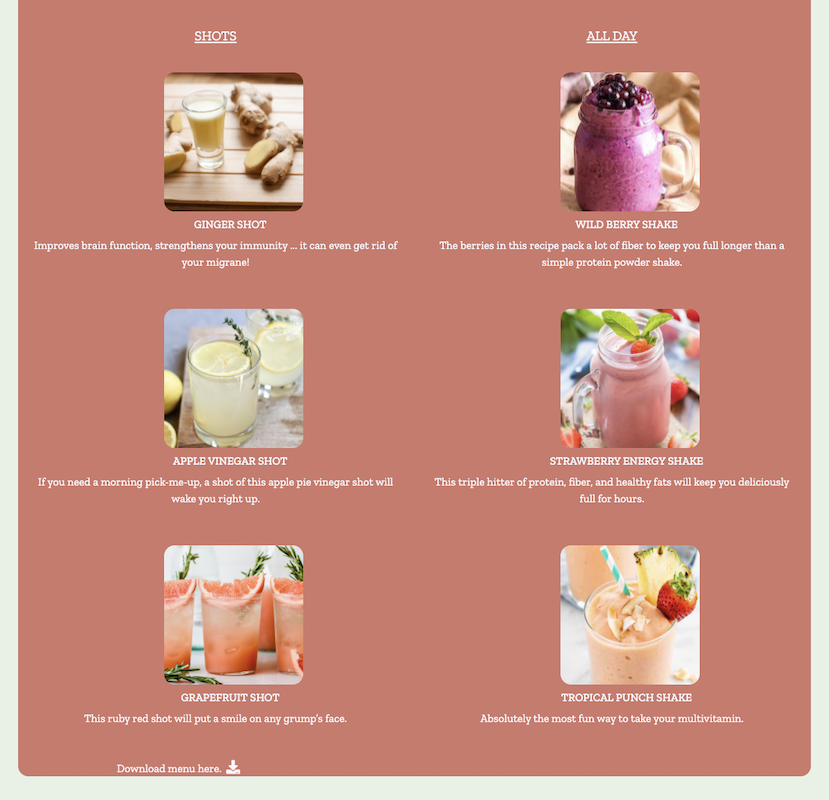 SHOTS
GINGER SHOT
Improves brain function, strengthens your immunity ... it can even get rid of
your migrane!
APPLE VINEGAR SHOT
If you need a morning pick-me-up, a shot of this apple pie vinegar shot will
wake you right up.
GRAPEFRUIT SHOT
This ruby red shot will put a smile on any grump's face.
ALL DAY
WILD BERRY SHAKE
The berries in this recipe pack a lot of fiber to keep you full longer than a
simple protein powder shake.
STRAWBERRY ENERGY SHAKE
This triple hitter of protein, fiber, and healthy fats will keep you deliciously
full for hours.
TROPICAL PUNCH SHAKE
Absolutely the most fun way to take your multivitamin.
Download menu here.